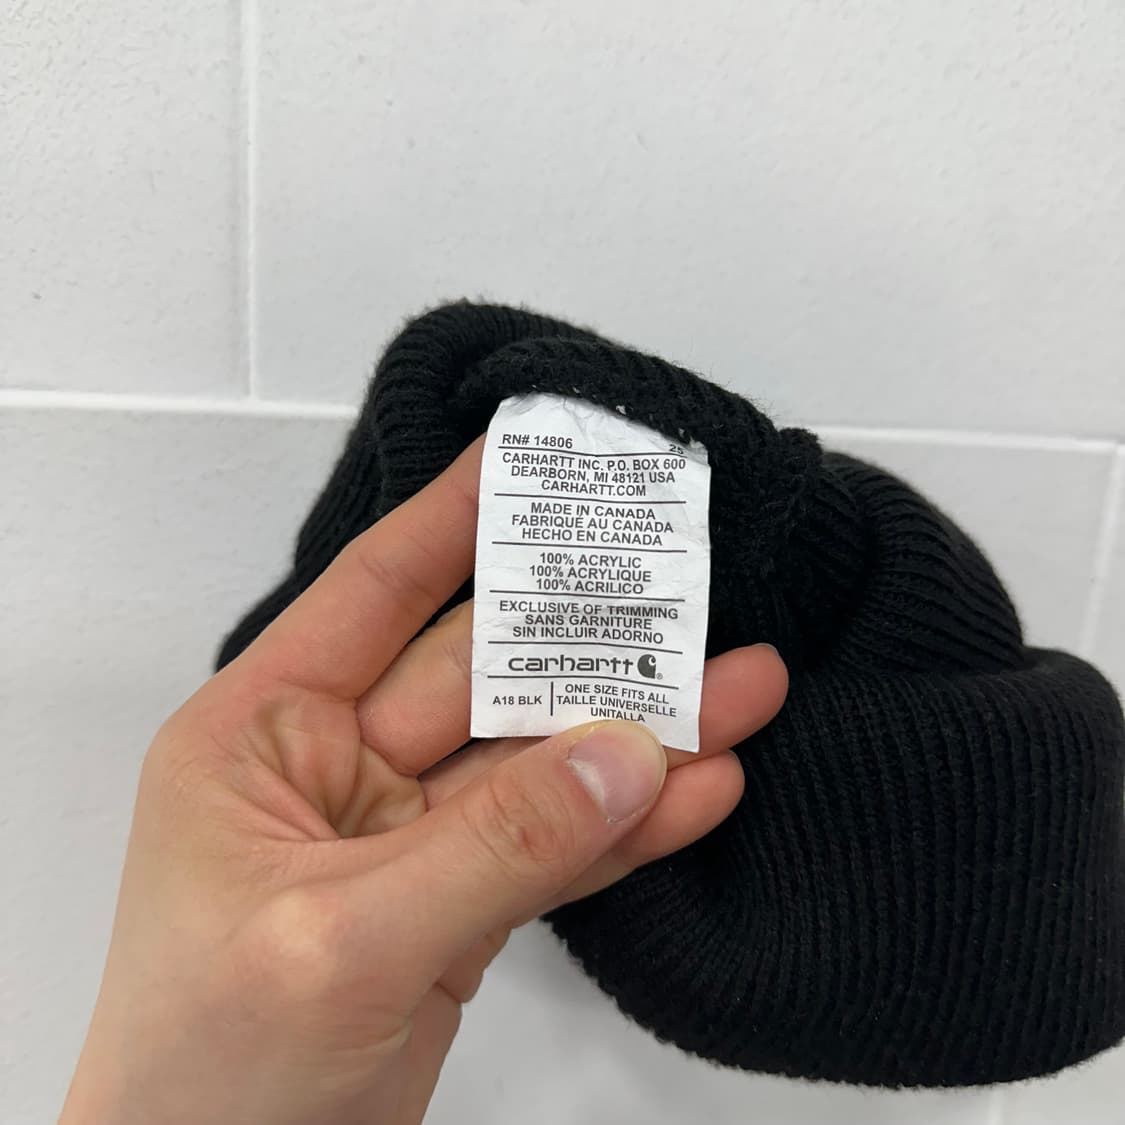 RN# 14806
25
CARHARTT INC. P.O. BOX 600
DEARBORN, MI 48121 USA
CARHARTT.COM
MADE IN CANADA
FABRIQUÉ AU CANADA
HECHO EN CANADA
100% ACRYLIC
100% ACRYLIQUE
100% ACRILICO
EXCLUSIVE OF TRIMMING
SANS GARNITURE
SIN INCLUIR ADORNO
carhartt ®
A18 BLK
ONE SIZE FITS ALL
TAILLE UNIVERSELLE
UNITALLA